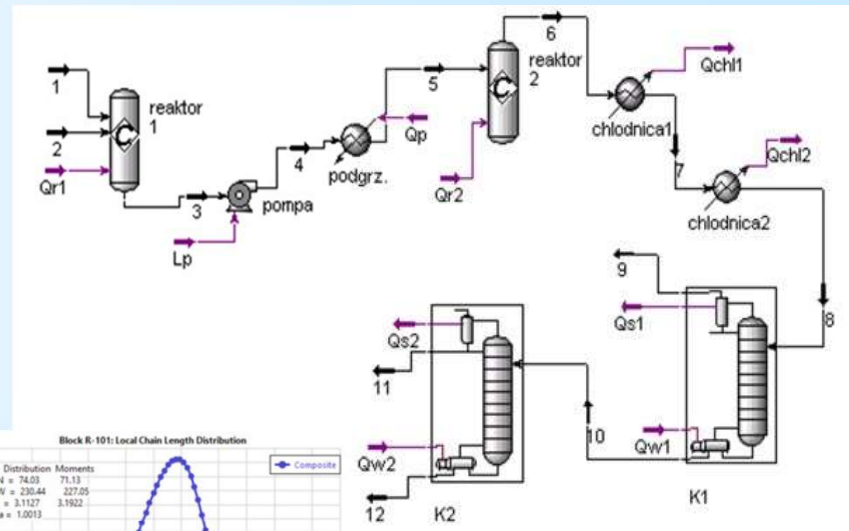 1
2
Qr1
reaktor
1
3
Lp
pompa
4
podgrz.
Qp
5
Qr2
reaktor
2
6
chlodnica1
Qchl1
7
chlodnica2
Qchl2
8
9
Qs1
Qw1
K1
10
Qs2
11
Qw2
12
K2
Block R-101: Local Chain Length Distribution
Distribution Moments
= 74.03 71.13
= 230.44 227.05
= 3.1127 3.1922
= 1.0013
Composite